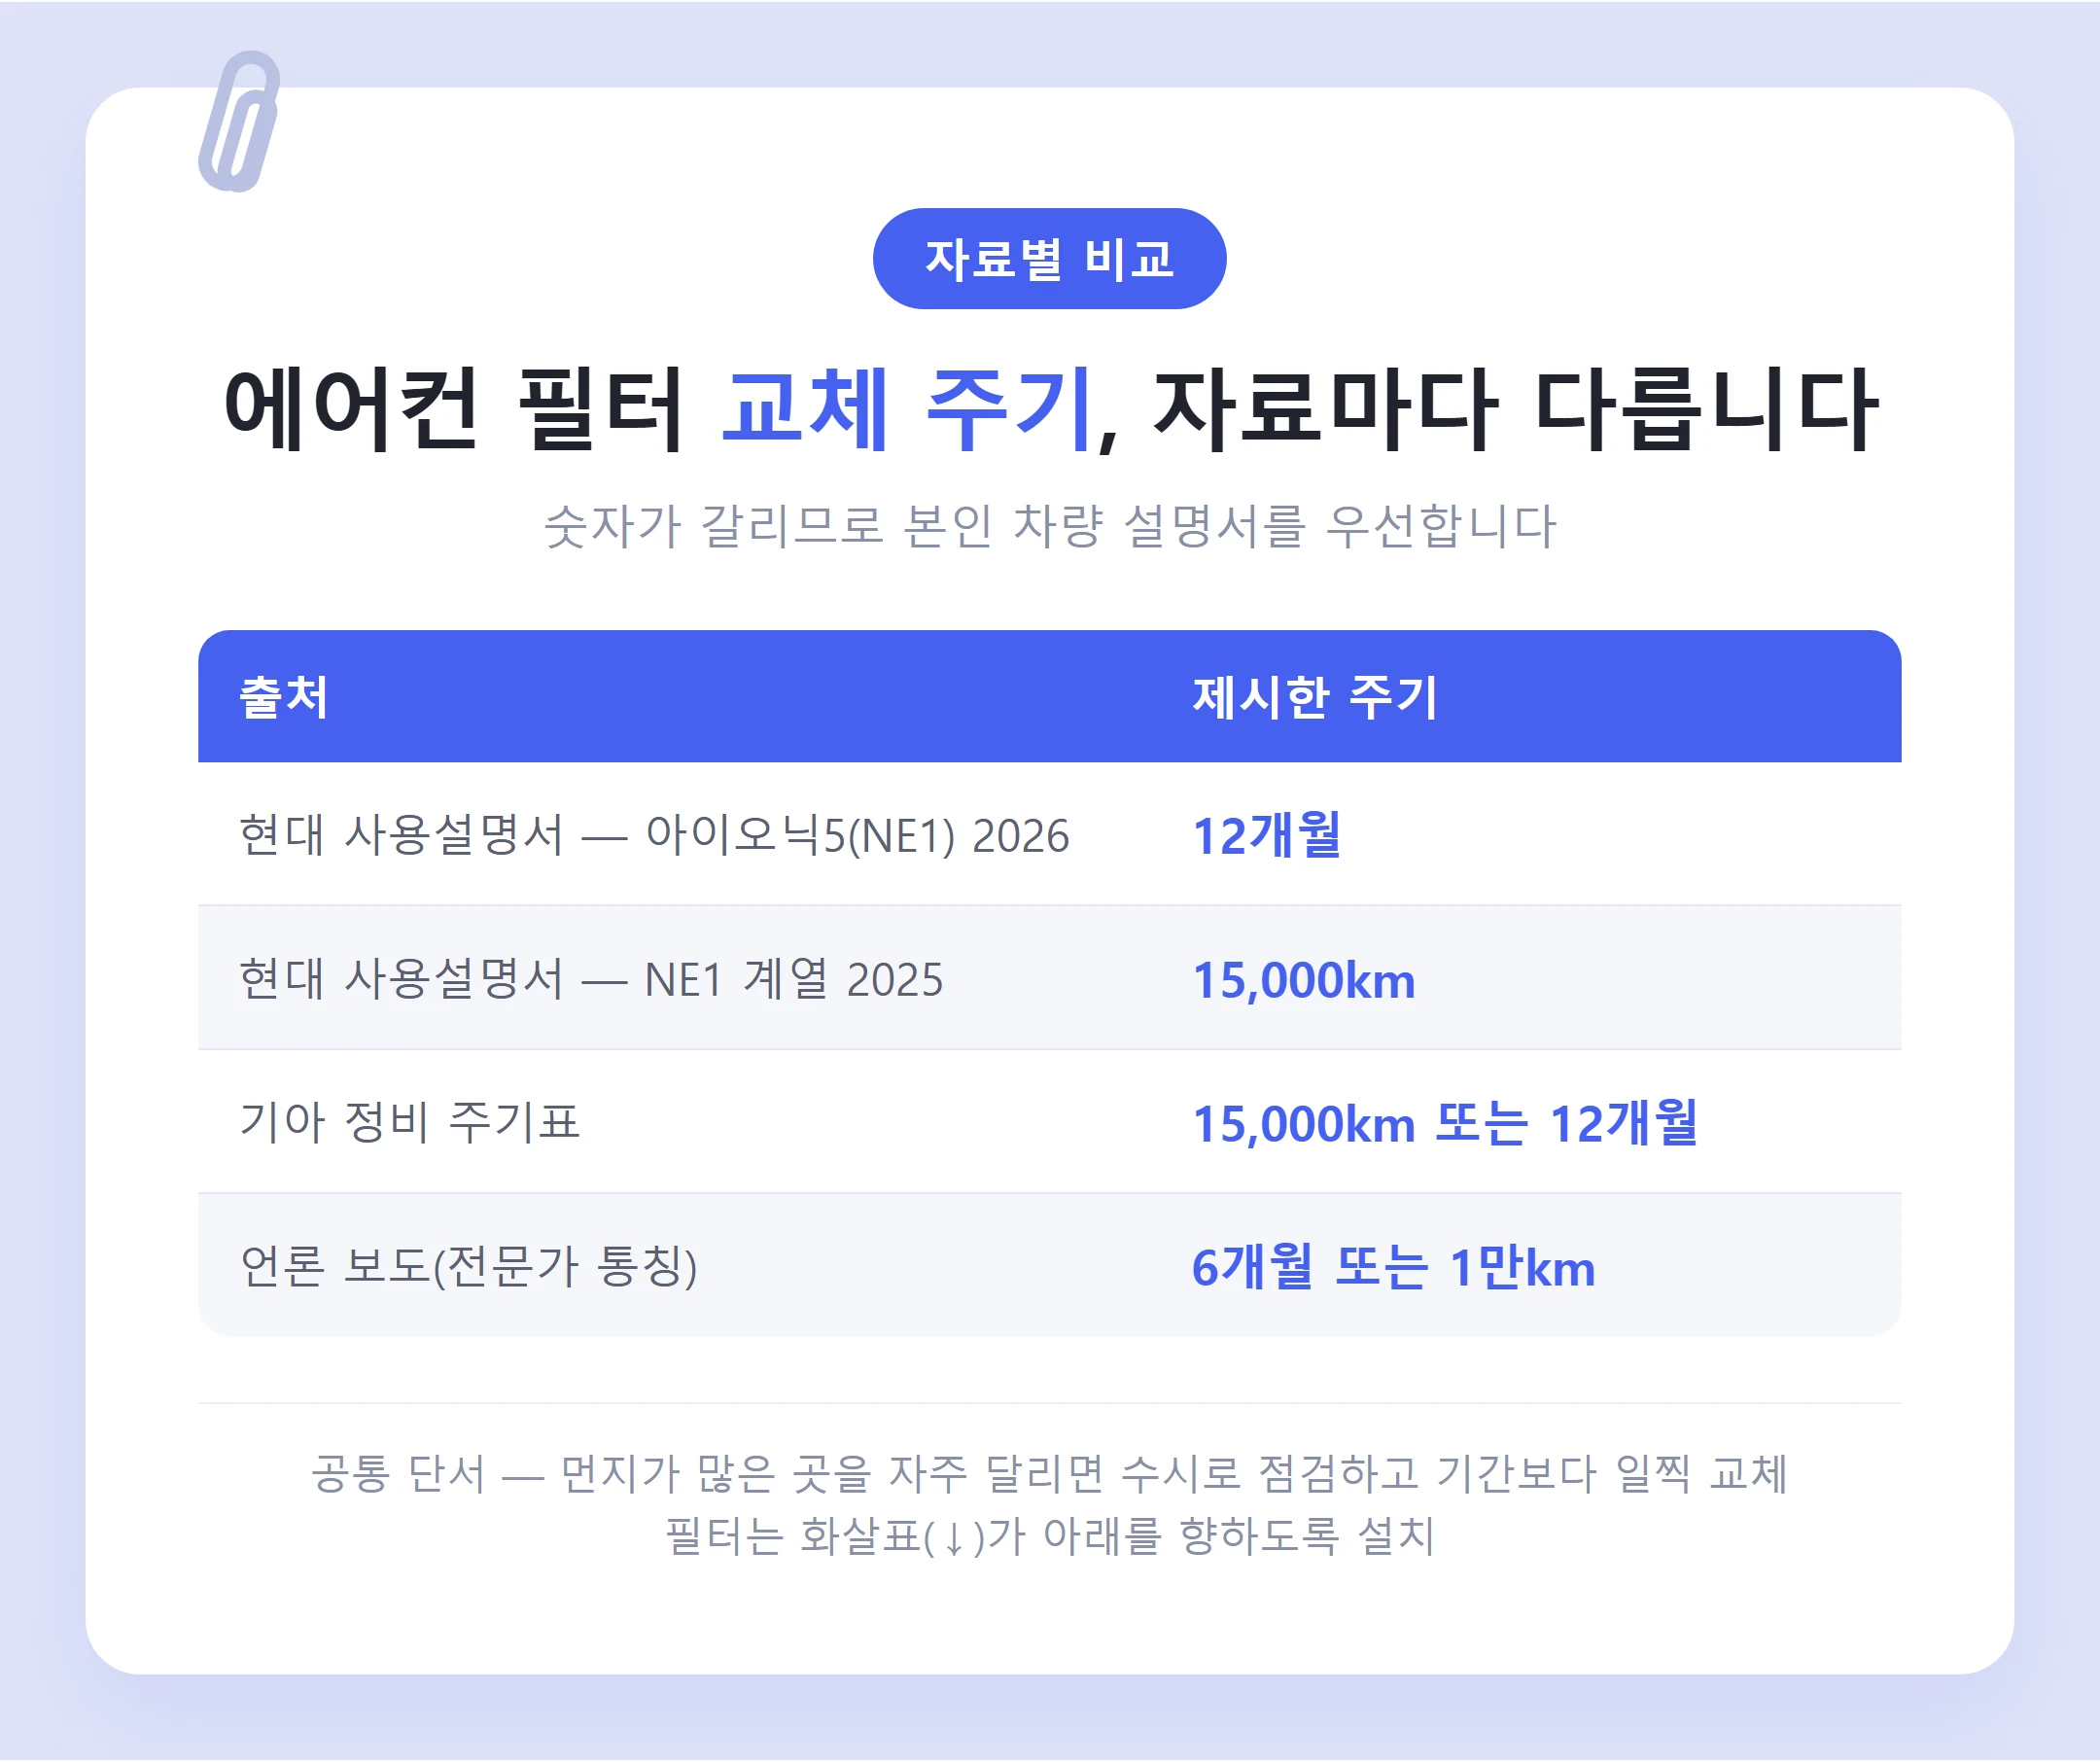 자료별 비교
에어컨 필터 교체 주기, 자료마다 다릅니다
숫자가 갈리므로 본인 차량 설명서를 우선합니다
출처 제시한 주기
현대 사용설명서 — 아이오닉5(NE1) 2026 12개월
현대 사용설명서 — NE1 계열 2025 15,000km
기아 정비 주기표 15,000km 또는 12개월
언론 보도(전문가 통칭) 6개월 또는 1만km
공통 단서 — 먼지가 많은 곳을 자주 달리면 수시로 점검하고 기간보다 일찍 교체
필터는 화살표(↓)가 아래를 향하도록 설치